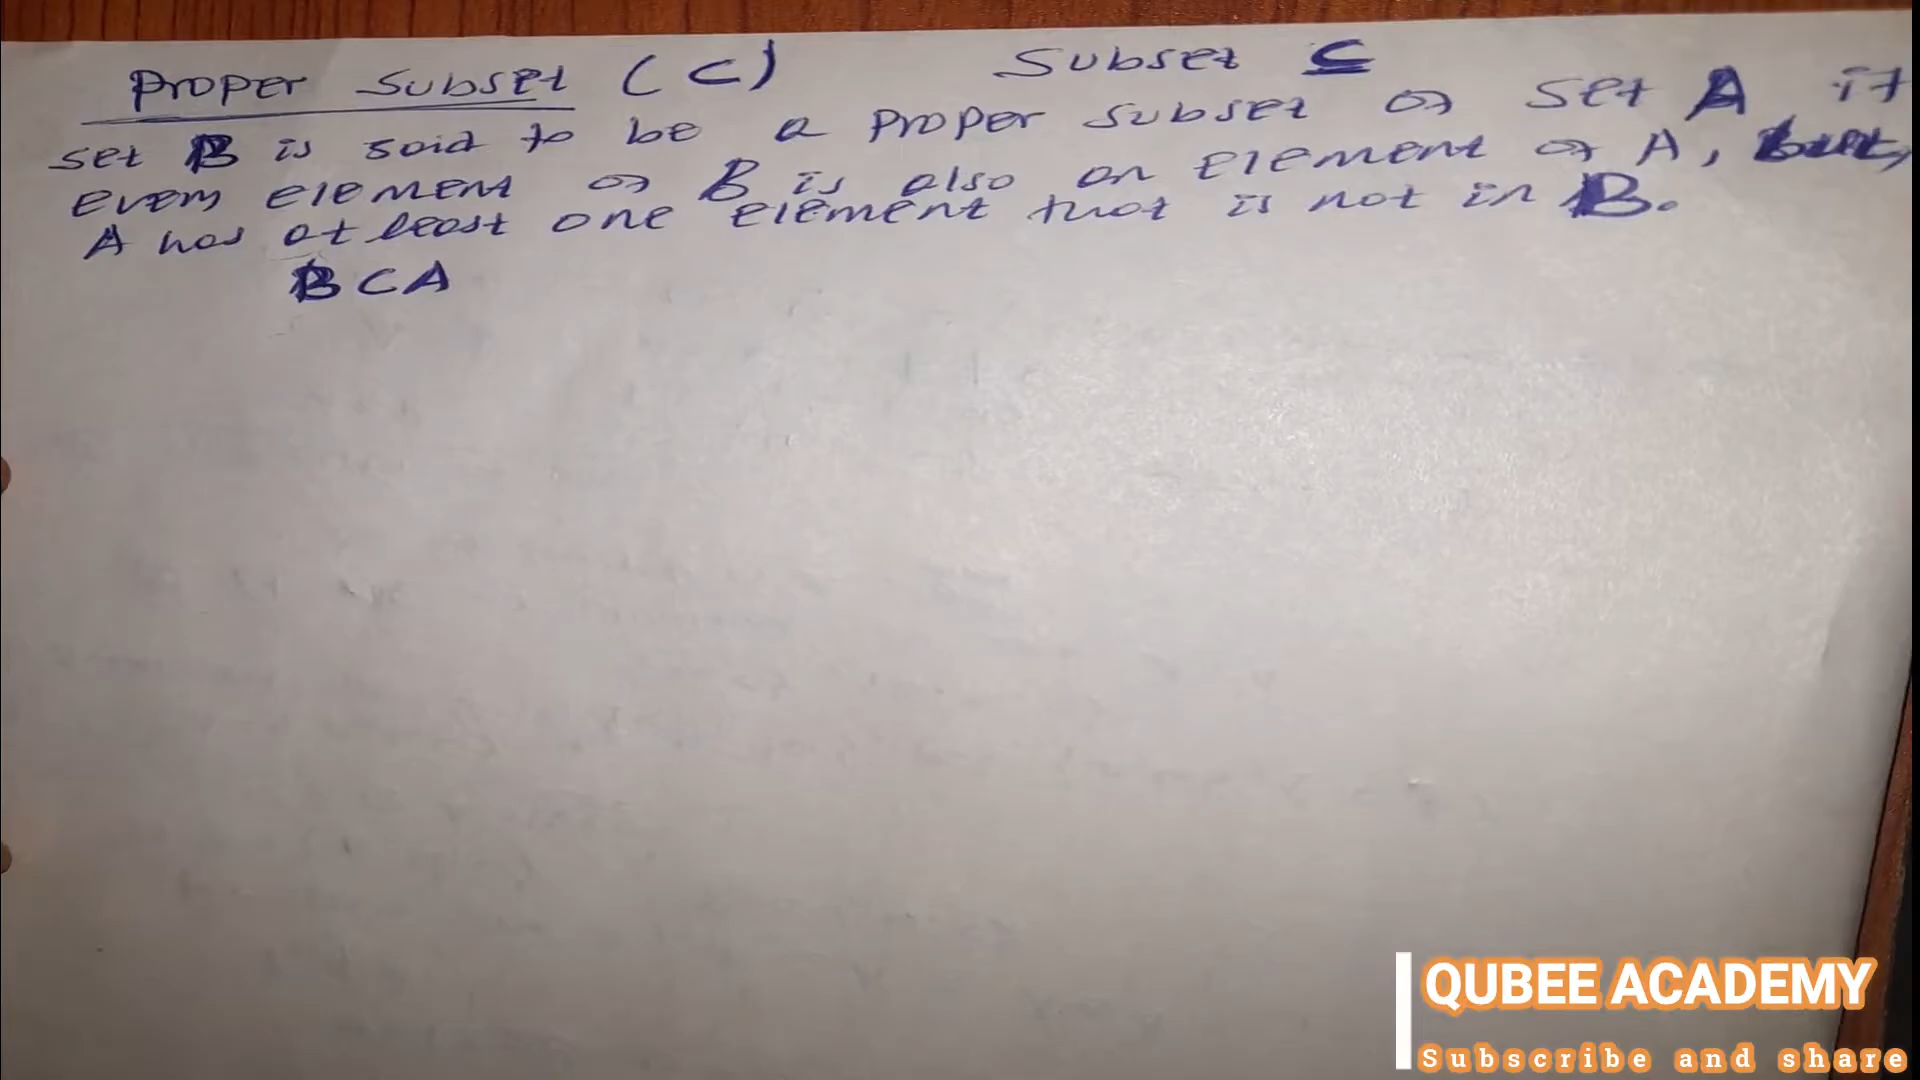 Proper subset (⊂) Subset ⊆
set B is said to be a proper subset of set A if
every element of B is also an element of A, but,
A has at least one element that is not in B.
B ⊂ A
QUBEE ACADEMY
Subscribe and share